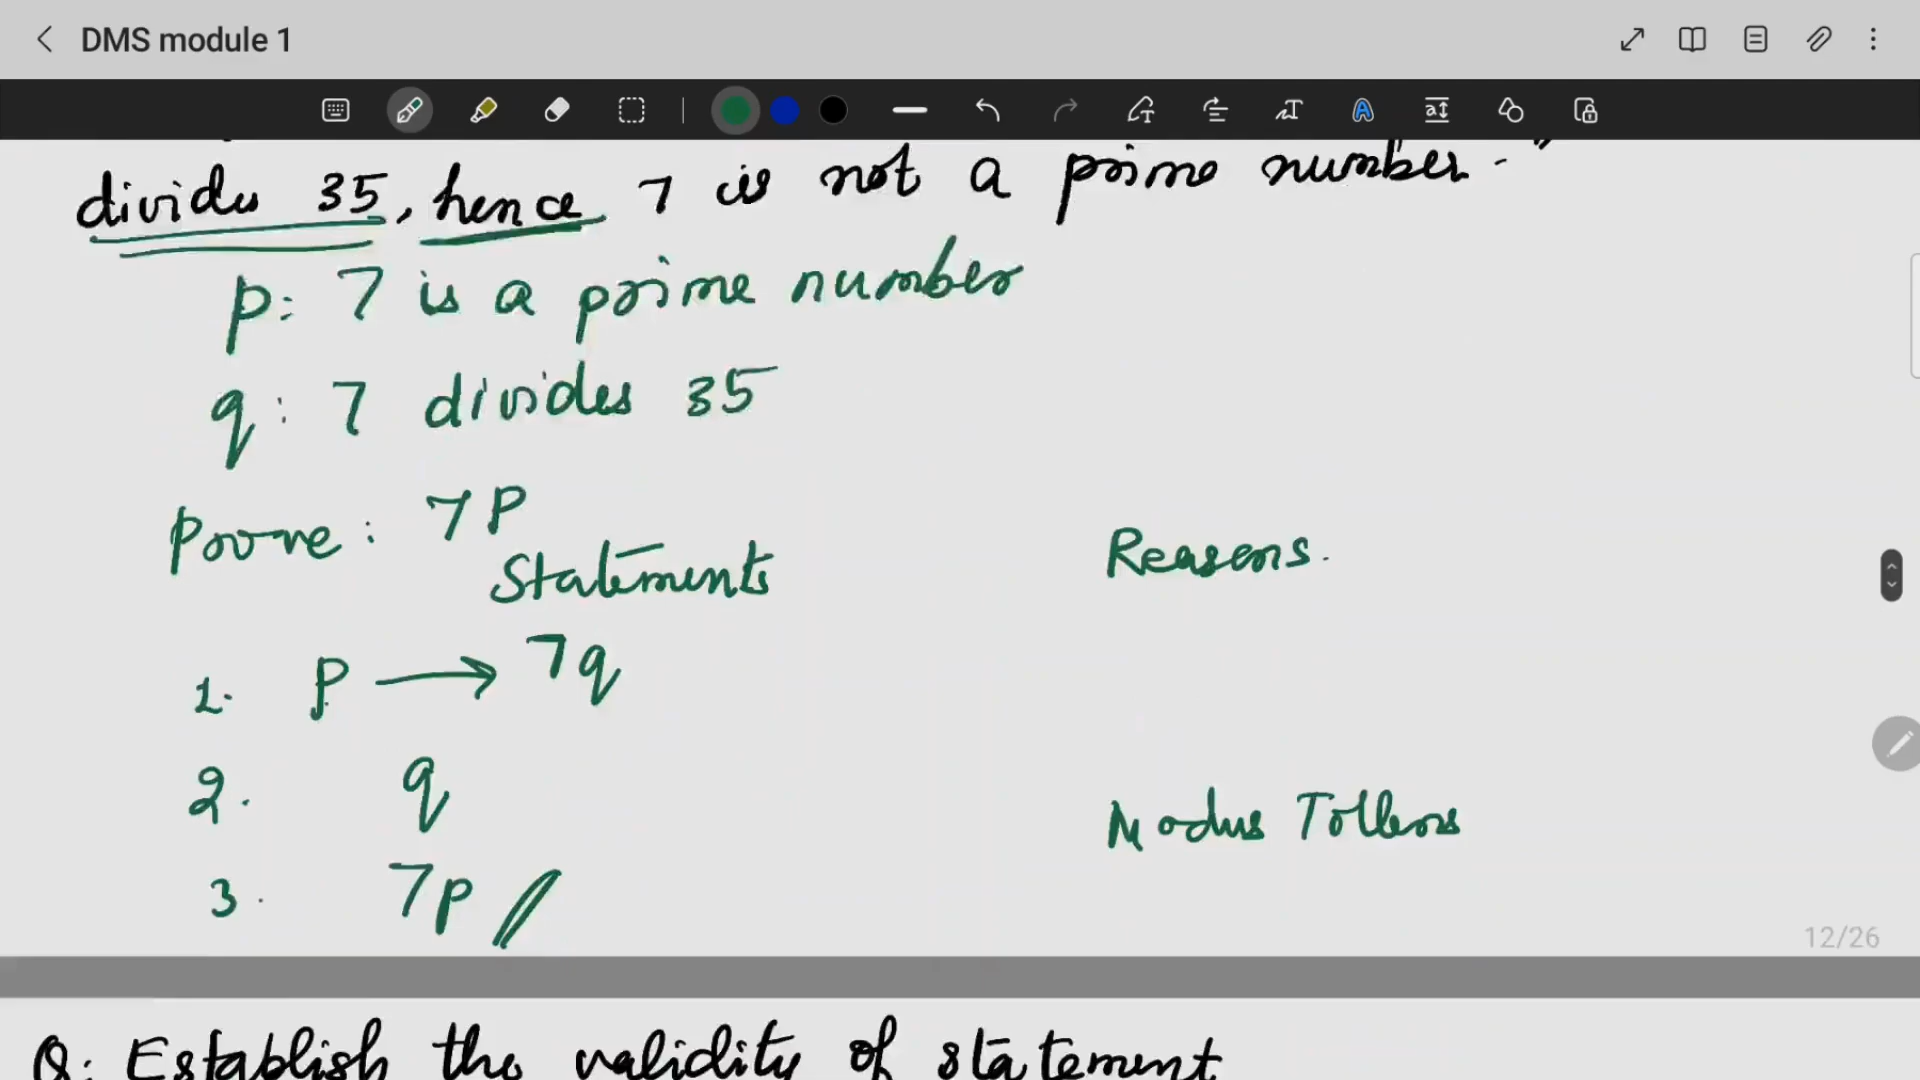 DMS module 1
divides 35, hence 7 is not a prime number."
p: 7 is a prime number
q: 7 divides 35
Prove: ¬P
Statements Reasons.
1. p → ¬q
2. q
Modus Tollens
3. ¬p
12/26
Q: Establish the validity of statement